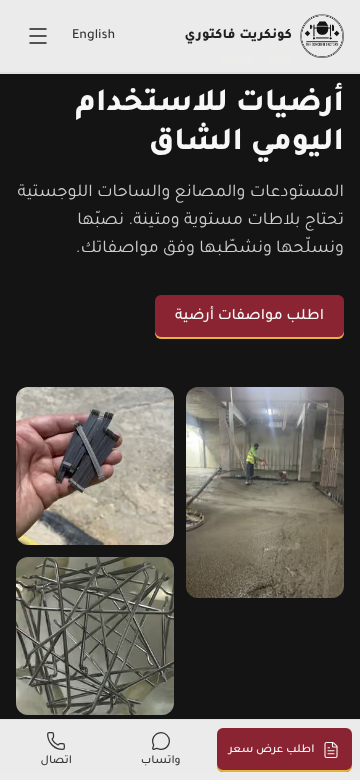 كونكريت فاكتوري
English
أرضيات للاستخدام
اليومي الشاق
المستودعات والمصانع والساحات اللوجستية
تحتاج بلاطات مستوية ومتينة. نصبّها
ونسلّحها ونشطّبها وفق مواصفاتك.
اطلب مواصفات أرضية
اطلب عرض سعر
واتساب
اتصال